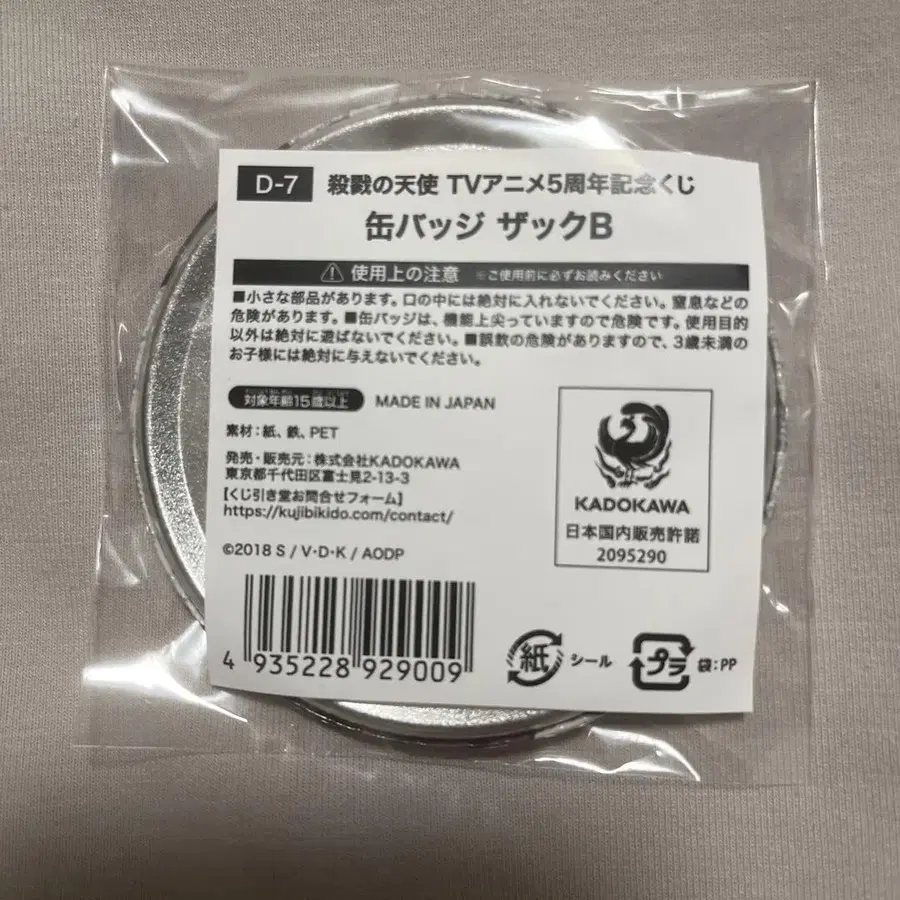 D-7 殺戮の天使 TVアニメ5周年記念くじ
缶バッジ ザックB
⚠ 使用上の注意 ※ご使用前に必ずお読みください
■小さな部品があります。口の中には絶対に入れないでください。窒息などの
危険があります。■缶バッジは、機能上尖っていますので危険です。使用目的
以外は絶対に遊ばないでください。■誤飲の危険がありますので、3歳未満の
お子様には絶対に与えないでください。
対象年齢15歳以上 MADE IN JAPAN
素材：紙、鉄、PET
発売・販売元：株式会社KADOKAWA
東京都千代田区富士見2-13-3
【くじ引き堂お問合せフォーム】
https://kujibikido.com/contact/
©2018 S / V・D・K / AODP
KADOKAWA
日本国内販売許諾
2095290
4 935228 929009
紙 シール プラ 袋：PP